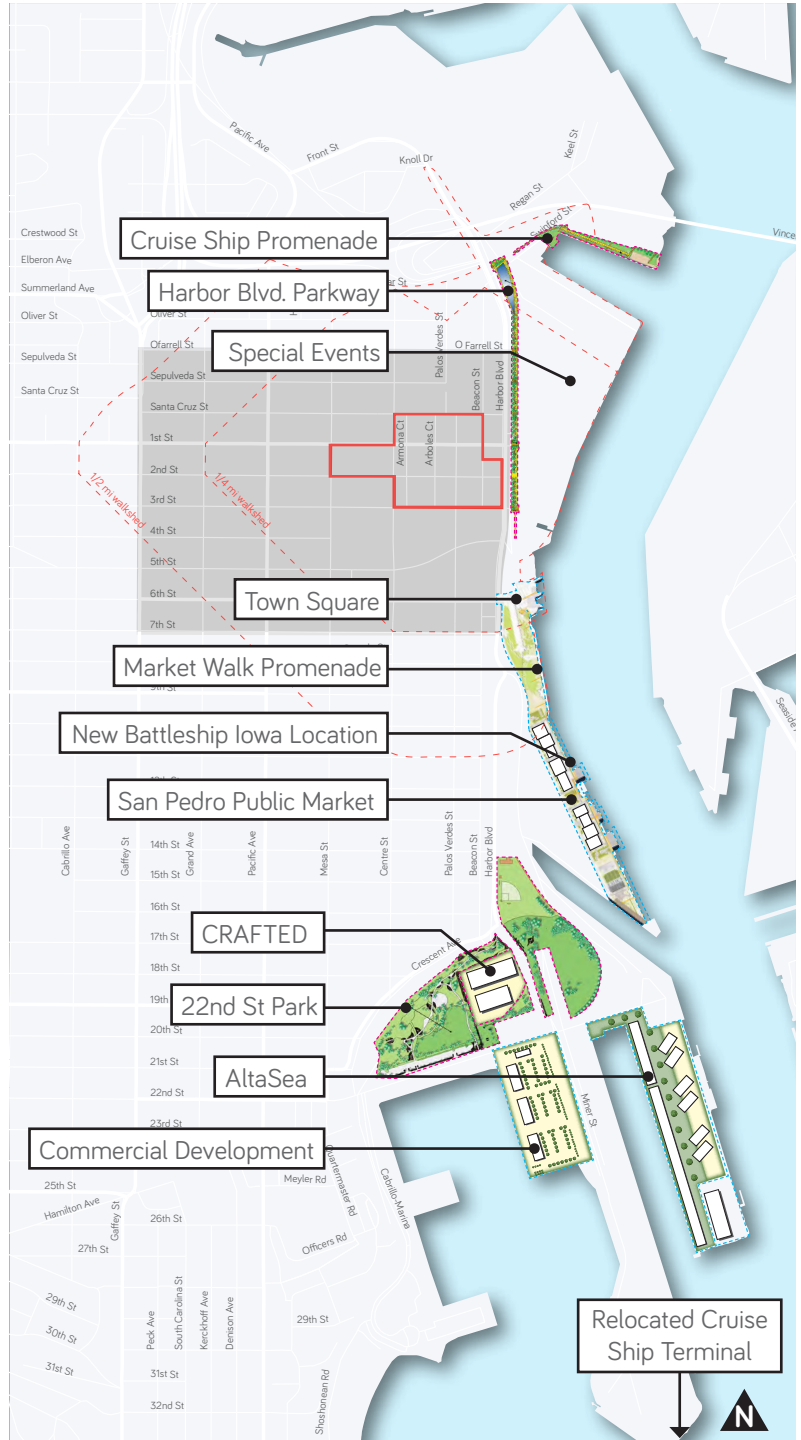 Pacific Ave
Front St
Knoll Dr
Keel St
Regan St
Swinford St
Crestwood St
Cruise Ship Promenade
Vince
Elberon Ave
Summerland Ave
Harbor Blvd. Parkway
ar St
Oliver St
Oliver St
Ofarrell St
O Farrell St
Special Events
Palos Verdes St
Sepulveda St
Sepulveda St
Santa Cruz St
Santa Cruz St
Beacon St
Harbor Blvd
1st St
Armona Ct
Arboles Ct
2nd St
1/2 mi walkshed
1/4 mi walkshed
3rd St
4th St
5th St
6th St
Town Square
7th St
Market Walk Promenade
9th St
Seaside
New Battleship Iowa Location
San Pedro Public Market
Cabrillo Ave
Gaffey St
Grand Ave
Pacific Ave
Mesa St
Centre St
Palos Verdes St
Beacon St
Harbor Blvd
14th St
15th St
16th St
17th St
CRAFTED
Crescent Ave
18th St
19th
22nd St Park
20th St
21st St
AltaSea
22nd St
23rd St
Miner St
Commercial Development
25th St
Meyler Rd
Quartermaster Rd
Cabrillo-Marina
Hamilton Ave
Gaffey St
26th St
Officers Rd
27th St
29th St
30th St
31st St
Peck Ave
South Carolina St
Kerckhoff Ave
Denison Ave
29th St
31st St
32nd St
Shoshonean Rd
Relocated Cruise
Ship Terminal
N